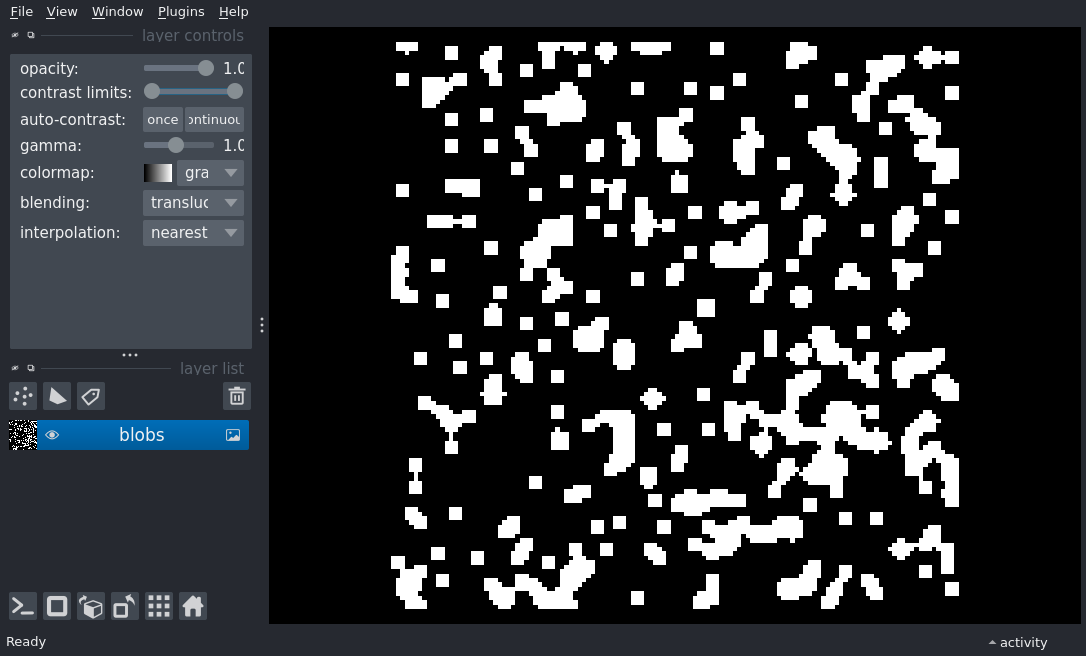 File View Window Plugins Help
layer controls
opacity: 1.0
contrast limits:
auto-contrast: once ontinuou
gamma: 1.0
colormap: gra
blending: transluc
interpolation: nearest
layer list
blobs
Ready
activity